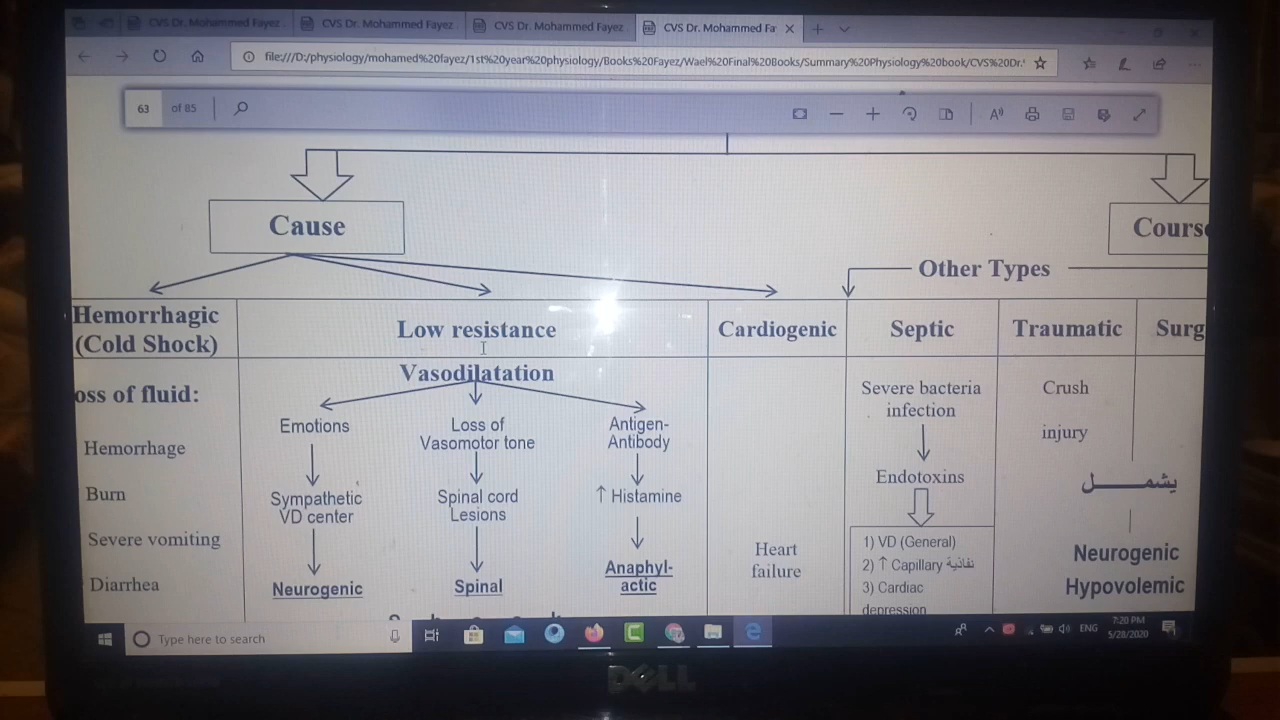 CVS Dr. Mohammed Fayez
CVS Dr. Mohammed Fayez
CVS Dr. Mohammed Fayez
CVS Dr. Mohammed Fa
file:///D:/physiology/mohamed%20fayez/1st%20year%20physiology/Books%20Fayez/Wael%20Final%20Books/Summary%20Physiology%20book/CVS%20Dr.
63 of 85
Cause
Course
Other Types
Hemorrhagic
(Cold Shock)
Low resistance
Cardiogenic
Septic
Traumatic
Surg
oss of fluid:
Hemorrhage
Burn
Severe vomiting
Diarrhea
Vasodilatation
Emotions
Sympathetic
VD center
Neurogenic
Loss of
Vasomotor tone
Spinal cord
Lesions
Spinal
Antigen-
Antibody
↑ Histamine
Anaphyl-
actic
Heart
failure
Severe bacteria
infection
Endotoxins
1) VD (General)
2) ↑ Capillary نفاذية
3) Cardiac
depression
Crush
injury
يشمـــــل
Neurogenic
Hypovolemic
Type here to search
ENG
7:20 PM
5/28/2020
DELL